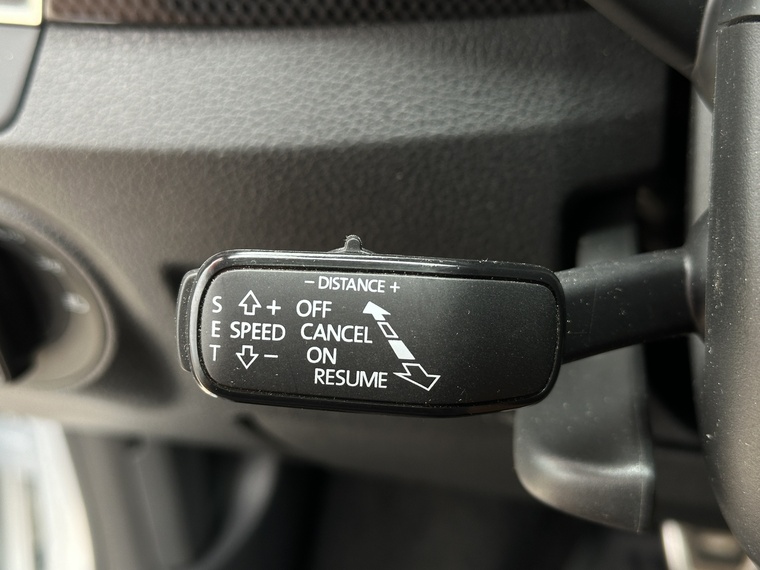 − DISTANCE +
S + OFF
E SPEED CANCEL
T − ON
RESUME